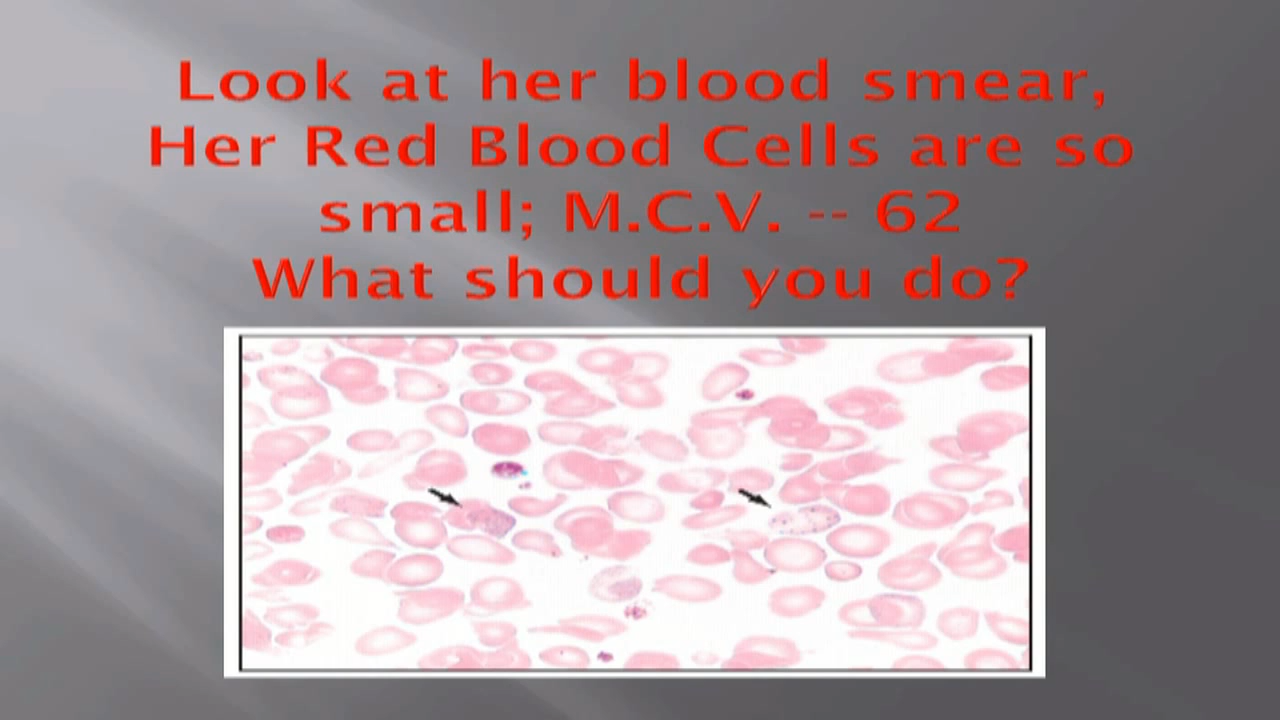 Look at her blood smear,
Her Red Blood Cells are so
small; M.C.V. -- 62
What should you do?